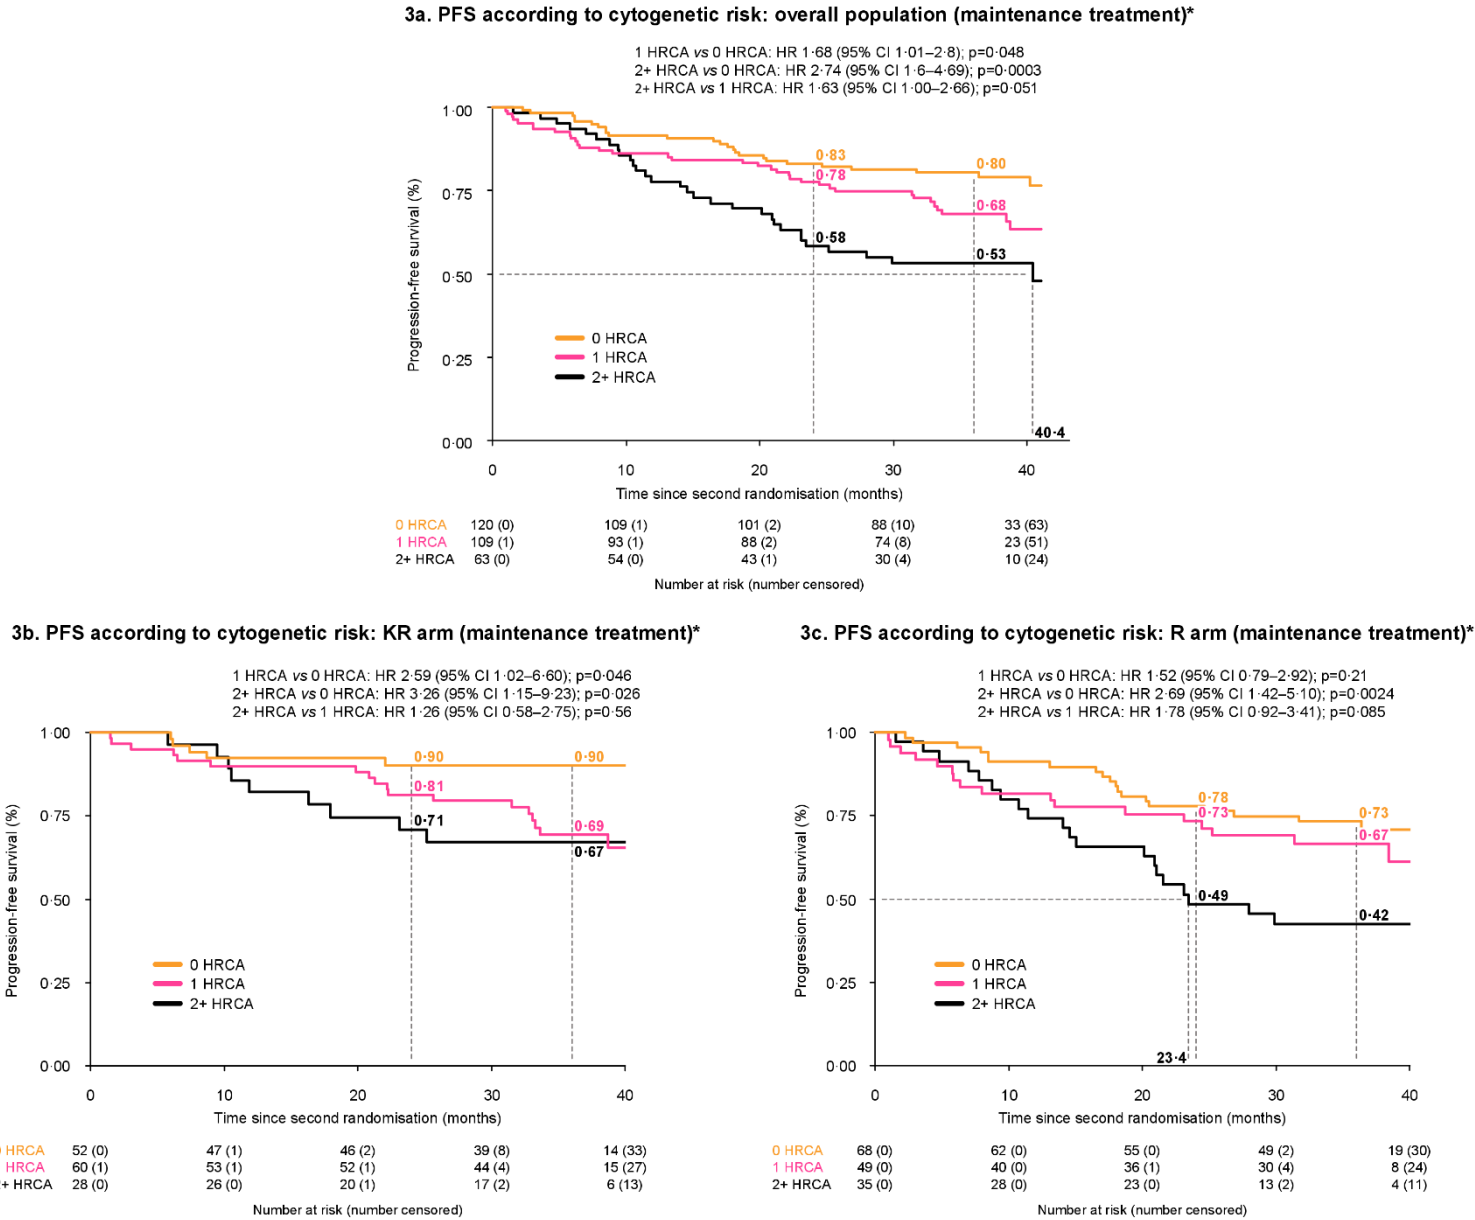 3a. PFS according to cytogenetic risk: overall population (maintenance treatment)*
1 HRCA vs 0 HRCA: HR 1·68 (95% CI 1·01–2·8); p=0·048
2+ HRCA vs 0 HRCA: HR 2·74 (95% CI 1·6–4·69); p=0·0003
2+ HRCA vs 1 HRCA: HR 1·63 (95% CI 1·00–2·66); p=0·051
Progression-free survival (%)
1·00
0·75
0·50
0·25
0·00
0·83
0·80
0·78
0·68
0·58
0·53
0 HRCA
1 HRCA
2+ HRCA
40·4
0 10 20 30 40
Time since second randomisation (months)
0 HRCA 120 (0) 109 (1) 101 (2) 88 (10) 33 (63)
1 HRCA 109 (1) 93 (1) 88 (2) 74 (8) 23 (51)
2+ HRCA 63 (0) 54 (0) 43 (1) 30 (4) 10 (24)
Number at risk (number censored)
3b. PFS according to cytogenetic risk: KR arm (maintenance treatment)*
1 HRCA vs 0 HRCA: HR 2·59 (95% CI 1·02–6·60); p=0·046
2+ HRCA vs 0 HRCA: HR 3·26 (95% CI 1·15–9·23); p=0·026
2+ HRCA vs 1 HRCA: HR 1·26 (95% CI 0·58–2·75); p=0·56
Progression-free survival (%)
1·00
0·75
0·50
0·25
0·00
0·90
0·90
0·81
0·71
0·69
0·67
0 HRCA
1 HRCA
2+ HRCA
0 10 20 30 40
Time since second randomisation (months)
HRCA 52 (0) 47 (1) 46 (2) 39 (8) 14 (33)
HRCA 60 (1) 53 (1) 52 (1) 44 (4) 15 (27)
2+ HRCA 28 (0) 26 (0) 20 (1) 17 (2) 6 (13)
Number at risk (number censored)
3c. PFS according to cytogenetic risk: R arm (maintenance treatment)*
1 HRCA vs 0 HRCA: HR 1·52 (95% CI 0·79–2·92); p=0·21
2+ HRCA vs 0 HRCA: HR 2·69 (95% CI 1·42–5·10); p=0·0024
2+ HRCA vs 1 HRCA: HR 1·78 (95% CI 0·92–3·41); p=0·085
Progression-free survival (%)
1·00
0·75
0·50
0·25
0·00
0·78
0·73
0·73
0·67
0·49
0·42
0 HRCA
1 HRCA
2+ HRCA
23·4
0 10 20 30 40
Time since second randomisation (months)
0 HRCA 68 (0) 62 (0) 55 (0) 49 (2) 19 (30)
1 HRCA 49 (0) 40 (0) 36 (1) 30 (4) 8 (24)
2+ HRCA 35 (0) 28 (0) 23 (0) 13 (2) 4 (11)
Number at risk (number censored)